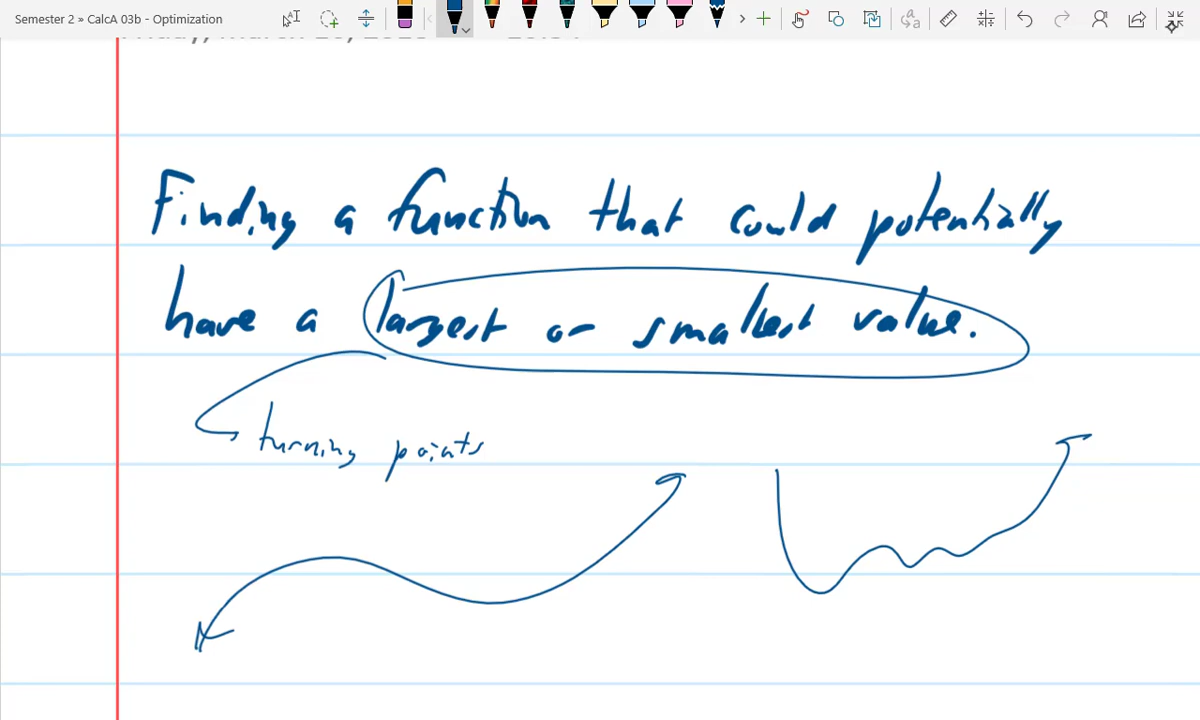 Semester 2 » CalcA 03b - Optimization
Finding a function that could potentially
have a largest or smallest value.
turning points